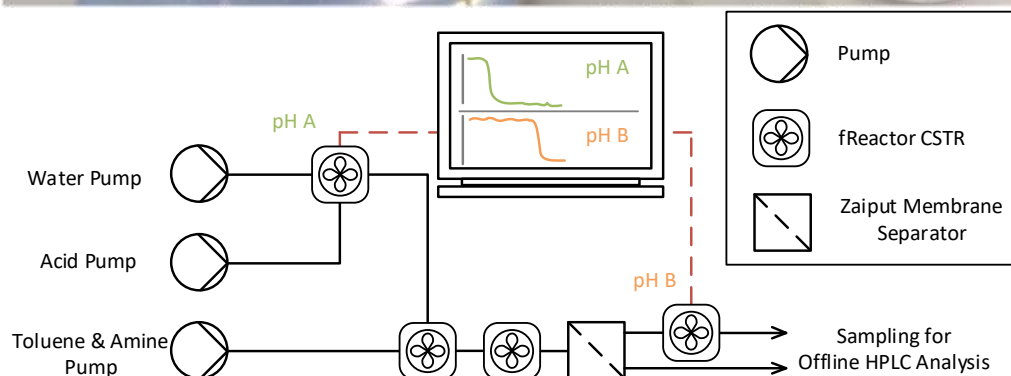 pH A
pH B
pH A
Water Pump
Acid Pump
Toluene & Amine
Pump
pH B
Sampling for
Offline HPLC Analysis
Pump
fReactor CSTR
Zaiput Membrane
Separator